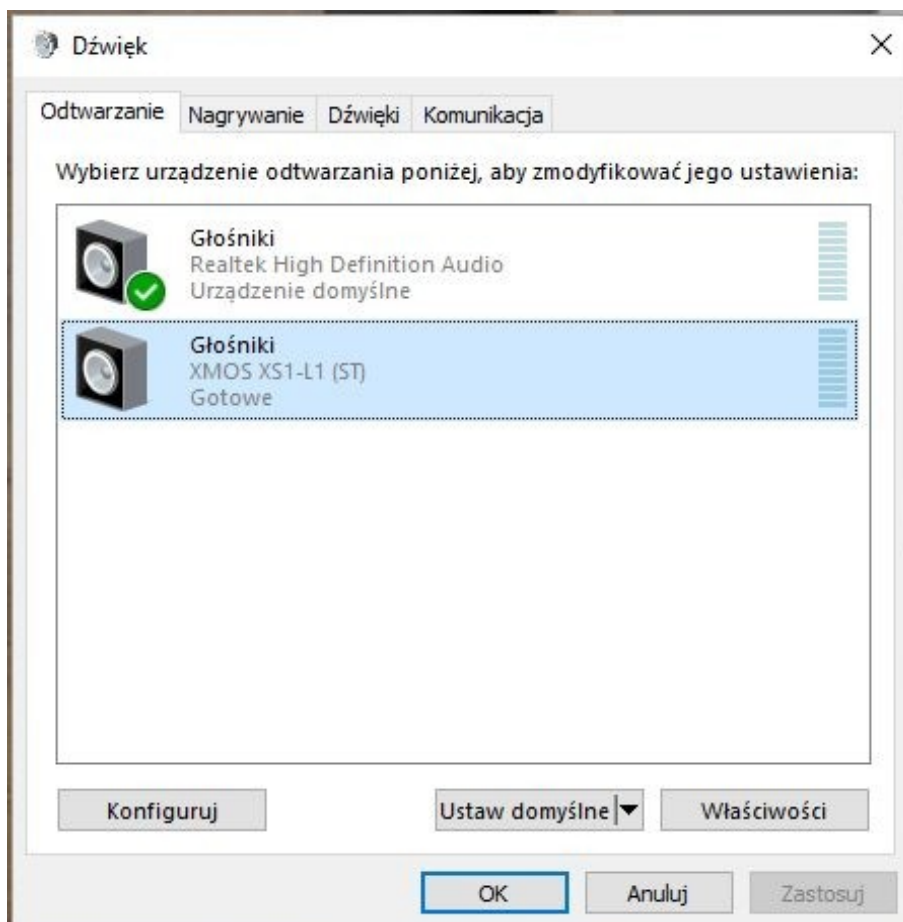 Dźwięk
Odtwarzanie Nagrywanie Dźwięki Komunikacja
Wybierz urządzenie odtwarzania poniżej, aby zmodyfikować jego ustawienia:
Głośniki
Realtek High Definition Audio
Urządzenie domyślne
Głośniki
XMOS XS1-L1 (ST)
Gotowe
Konfiguruj Ustaw domyślne Właściwości
OK Anuluj Zastosuj